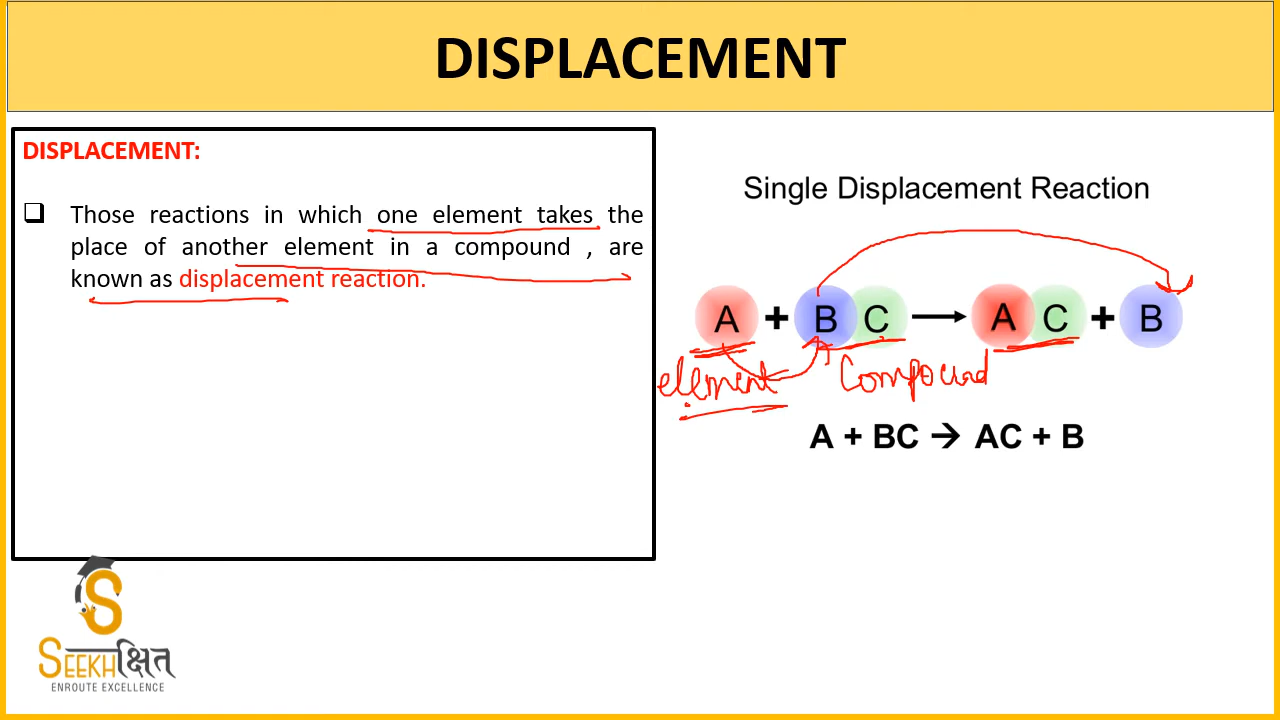 DISPLACEMENT
DISPLACEMENT:
Those reactions in which one element takes the
place of another element in a compound , are
known as displacement reaction.
Single Displacement Reaction
A + B C → A C + B
element Compound
A + BC → AC + B
S
SEEKHक्षित
ENROUTE EXCELLENCE